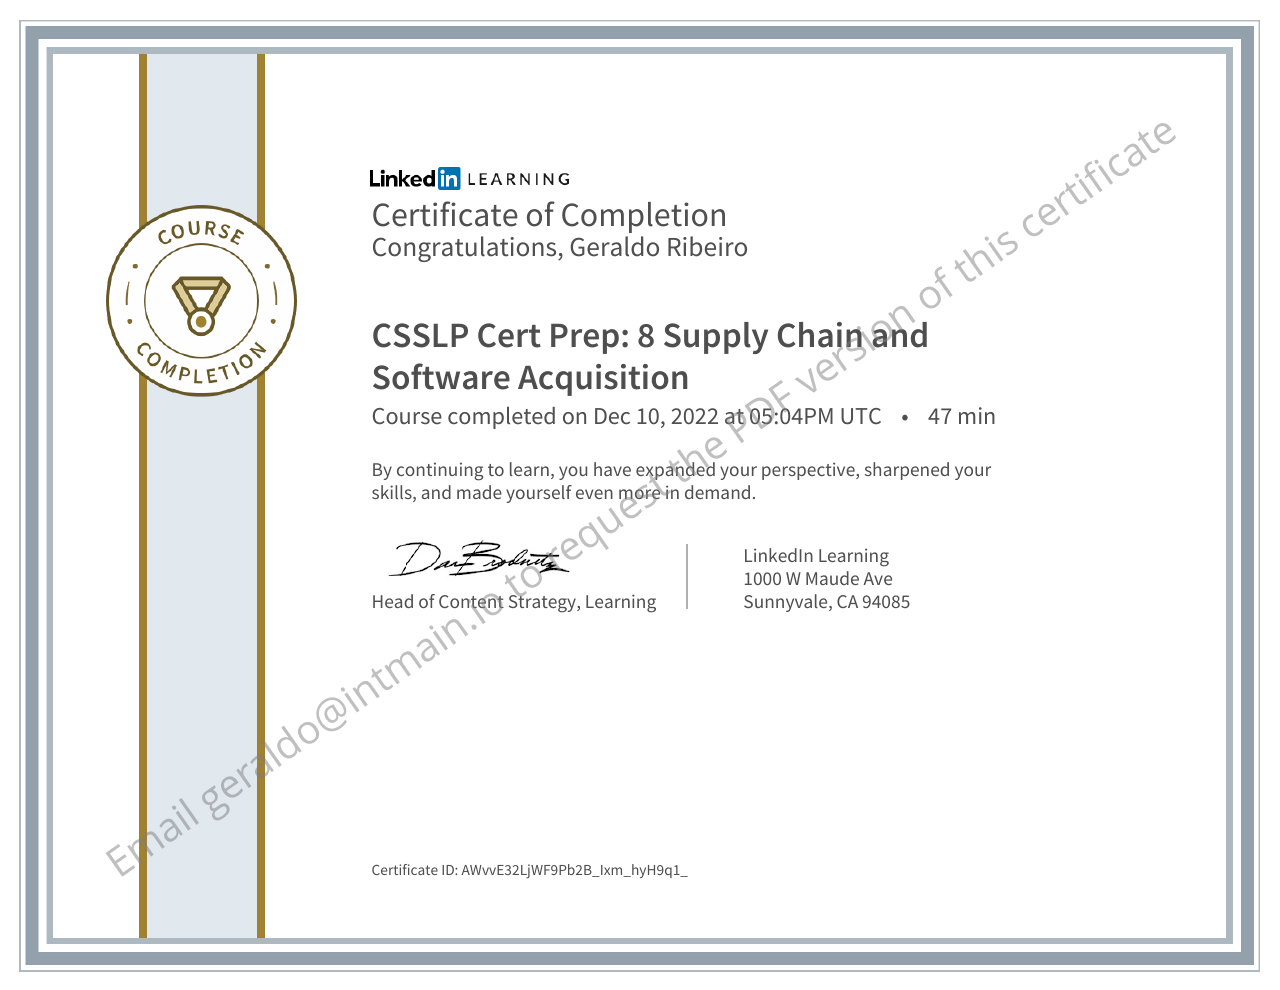 COURSE
COMPLETION
LinkedIn LEARNING
Certificate of Completion
Congratulations, Geraldo Ribeiro
CSSLP Cert Prep: 8 Supply Chain and
Software Acquisition
Course completed on Dec 10, 2022 at 05:04PM UTC • 47 min
By continuing to learn, you have expanded your perspective, sharpened your
skills, and made yourself even more in demand.
Dan Brodnitz
Head of Content Strategy, Learning
LinkedIn Learning
1000 W Maude Ave
Sunnyvale, CA 94085
Certificate ID: AWvvE32LjWF9Pb2B_Ixm_hyH9q1_
Email geraldo@intmain.io to request the PDF version of this certificate